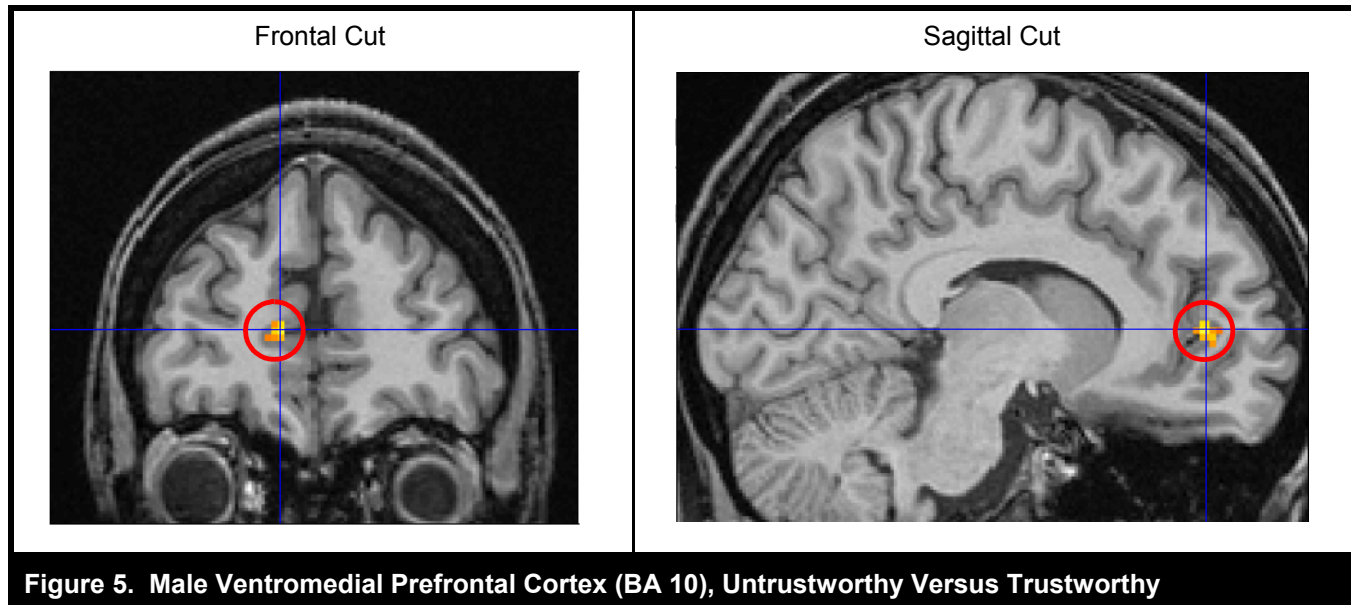 Frontal Cut
Sagittal Cut
Figure 5. Male Ventromedial Prefrontal Cortex (BA 10), Untrustworthy Versus Trustworthy